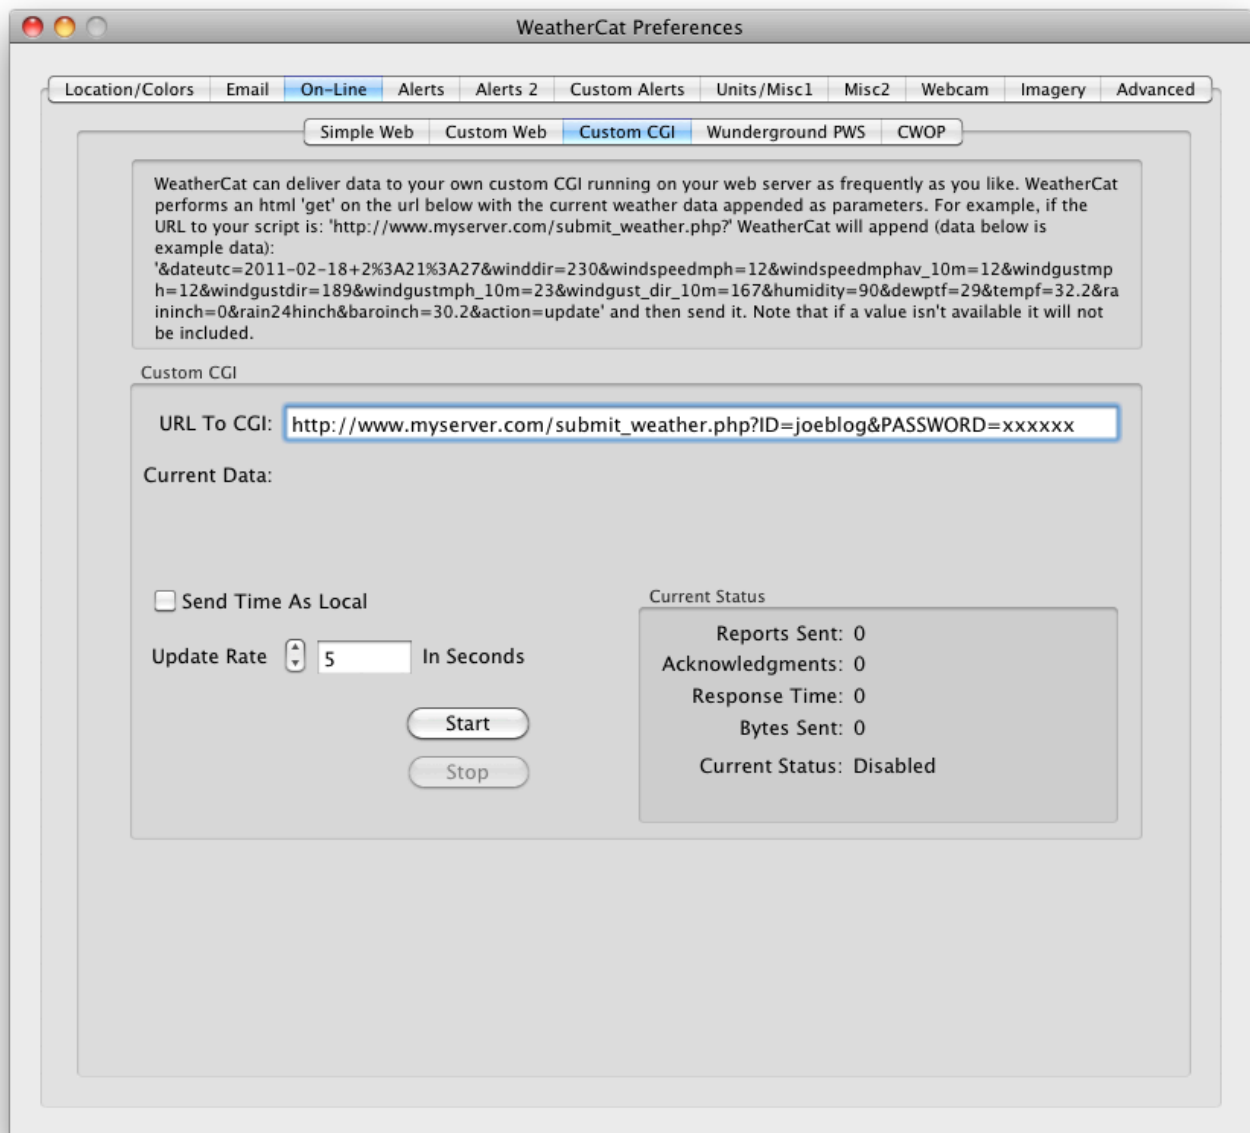 WeatherCat Preferences
Location/Colors Email On-Line Alerts Alerts 2 Custom Alerts Units/Misc1 Misc2 Webcam Imagery Advanced
Simple Web Custom Web Custom CGI Wunderground PWS CWOP
WeatherCat can deliver data to your own custom CGI running on your web server as frequently as you like. WeatherCat
performs an html 'get' on the url below with the current weather data appended as parameters. For example, if the
URL to your script is: 'http://www.myserver.com/submit_weather.php?' WeatherCat will append (data below is
example data):
'&dateutc=2011-02-18+2%3A21%3A27&winddir=230&windspeedmph=12&windspeedmphav_10m=12&windgustmp
h=12&windgustdir=189&windgustmph_10m=23&windgust_dir_10m=167&humidity=90&dewptf=29&tempf=32.2&ra
ininch=0&rain24hinch&baroinch=30.2&action=update' and then send it. Note that if a value isn't available it will not
be included.
Custom CGI
URL To CGI: http://www.myserver.com/submit_weather.php?ID=joeblog&PASSWORD=xxxxxx
Current Data:
Send Time As Local
Update Rate 5 In Seconds
Start
Stop
Current Status
Reports Sent: 0
Acknowledgments: 0
Response Time: 0
Bytes Sent: 0
Current Status: Disabled